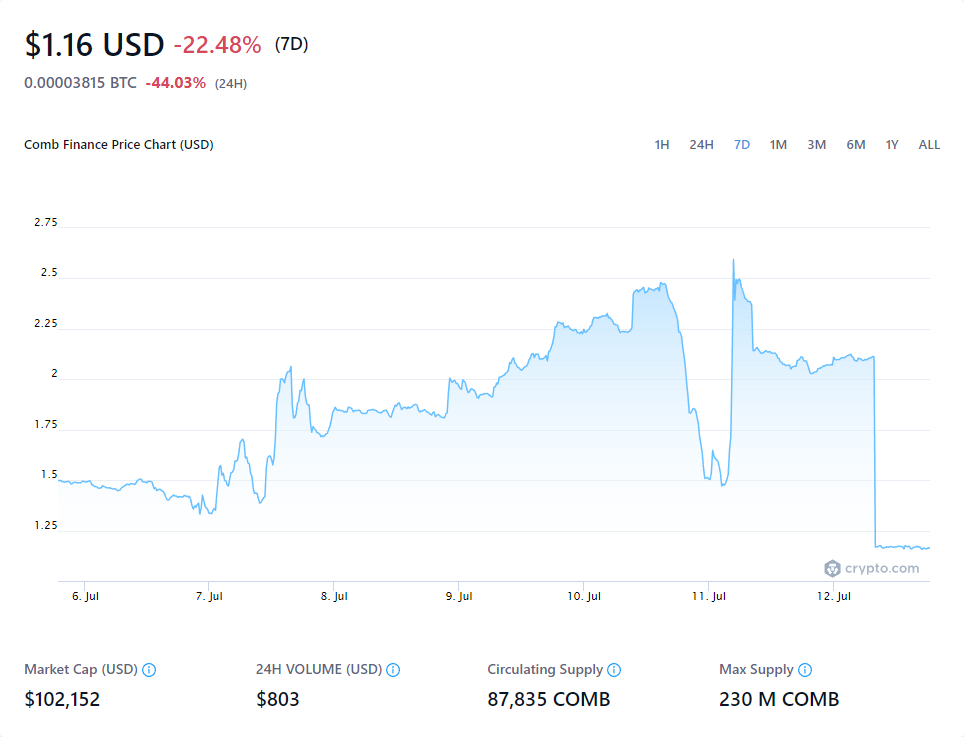 $1.16 USD -22.48% (7D)
0.00003815 BTC -44.03% (24H)
Comb Finance Price Chart (USD) 1H 24H 7D 1M 3M 6M 1Y ALL
2.75
2.5
2.25
2
1.75
1.5
1.25
crypto.com
6. Jul 7. Jul 8. Jul 9. Jul 10. Jul 11. Jul 12. Jul
Market Cap (USD) 24H VOLUME (USD) Circulating Supply Max Supply
$102,152 $803 87,835 COMB 230 M COMB